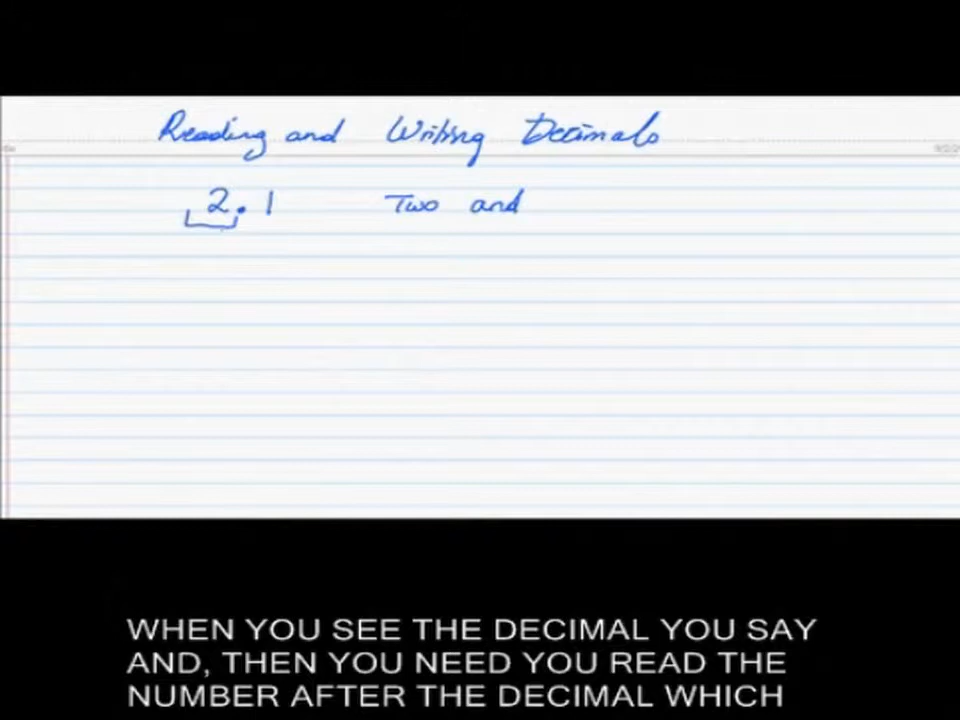 Reading and Writing Decimals
2.1 Two and
WHEN YOU SEE THE DECIMAL YOU SAY
AND, THEN YOU NEED YOU READ THE
NUMBER AFTER THE DECIMAL WHICH